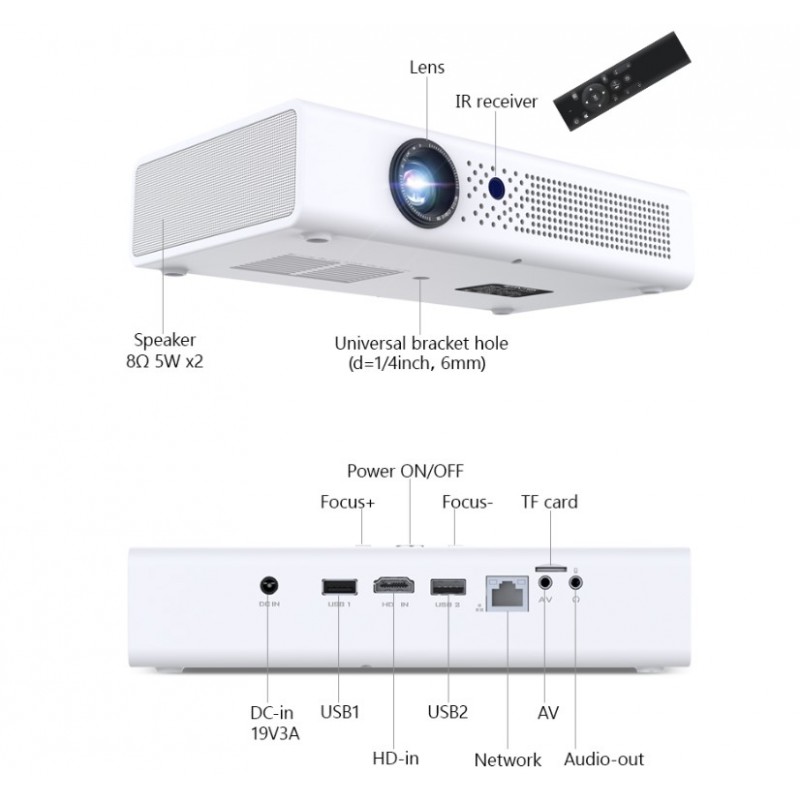 Lens
IR receiver
Speaker
8Ω 5W x2
Universal bracket hole
(d=1/4inch, 6mm)
Power ON/OFF
Focus+
Focus-
TF card
DC IN
USB 1
HD IN
USB 2
AV
DC-in
19V3A
USB1
HD-in
USB2
Network
AV
Audio-out